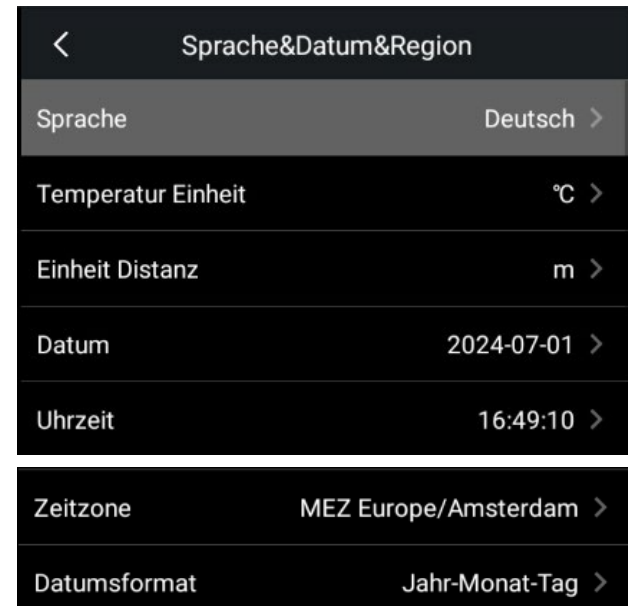 Sprache&Datum&Region
Sprache Deutsch
Temperatur Einheit °C
Einheit Distanz m
Datum 2024-07-01
Uhrzeit 16:49:10
Zeitzone MEZ Europe/Amsterdam
Datumsformat Jahr-Monat-Tag